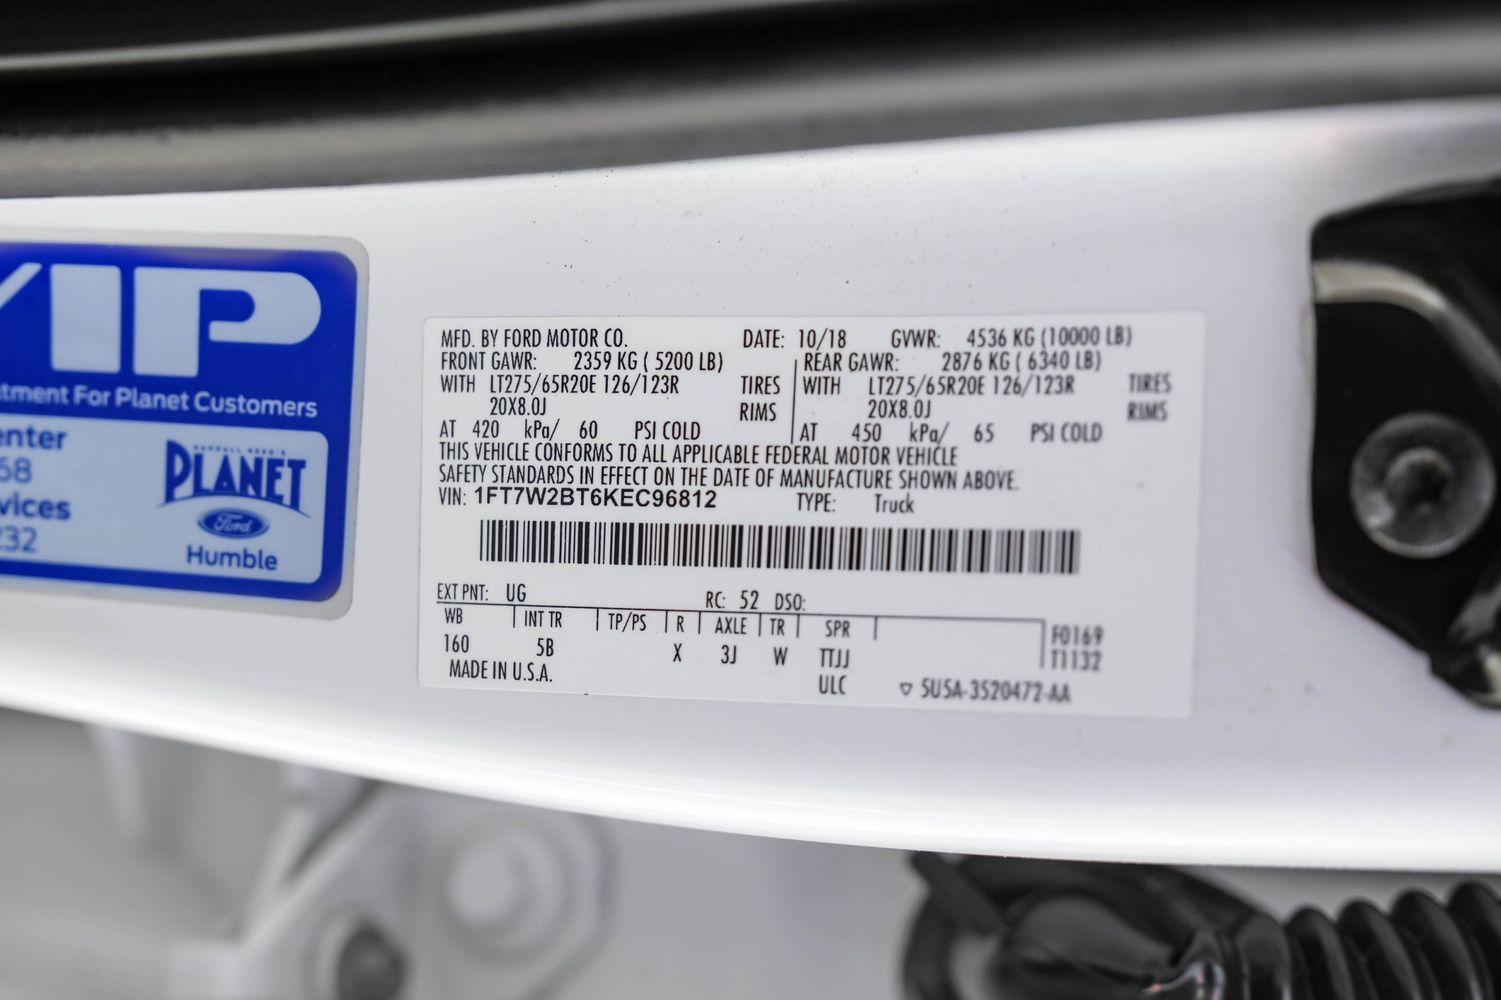 VIP
tment For Planet Customers
enter
58
vices
232
RANDALL REED'S
PLANET
Ford
Humble
MFD. BY FORD MOTOR CO. DATE: 10/18 GVWR: 4536 KG (10000 LB)
FRONT GAWR: 2359 KG ( 5200 LB) REAR GAWR: 2876 KG ( 6340 LB)
WITH LT275/65R20E 126/123R TIRES WITH LT275/65R20E 126/123R TIRES
20X8.0J RIMS 20X8.0J RIMS
AT 420 kPa/ 60 PSI COLD AT 450 kPa/ 65 PSI COLD
THIS VEHICLE CONFORMS TO ALL APPLICABLE FEDERAL MOTOR VEHICLE
SAFETY STANDARDS IN EFFECT ON THE DATE OF MANUFACTURE SHOWN ABOVE.
VIN: 1FT7W2BT6KEC96812 TYPE: Truck
EXT PNT: UG RC: 52 DSO:
WB INT TR TP/PS R AXLE TR SPR F0169
160 5B X 3J W TTJJ T1132
MADE IN U.S.A. ULC 5U5A-3520472-AA